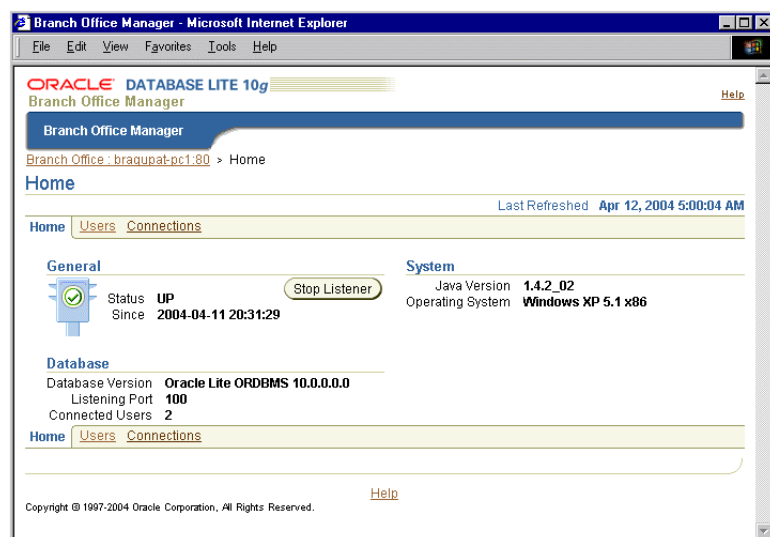 Branch Office Manager - Microsoft Internet Explorer
File Edit View Favorites Tools Help
ORACLE DATABASE LITE 10g
Branch Office Manager
Help
Branch Office Manager
Branch Office : bragupat-pc1:80 > Home
Home
Last Refreshed Apr 12, 2004 5:00:04 AM
Home Users Connections
General
Status UP
Since 2004-04-11 20:31:29
Stop Listener
System
Java Version 1.4.2_02
Operating System Windows XP 5.1 x86
Database
Database Version Oracle Lite ORDBMS 10.0.0.0.0
Listening Port 100
Connected Users 2
Home Users Connections
Help
Copyright © 1997-2004 Oracle Corporation, All Rights Reserved.